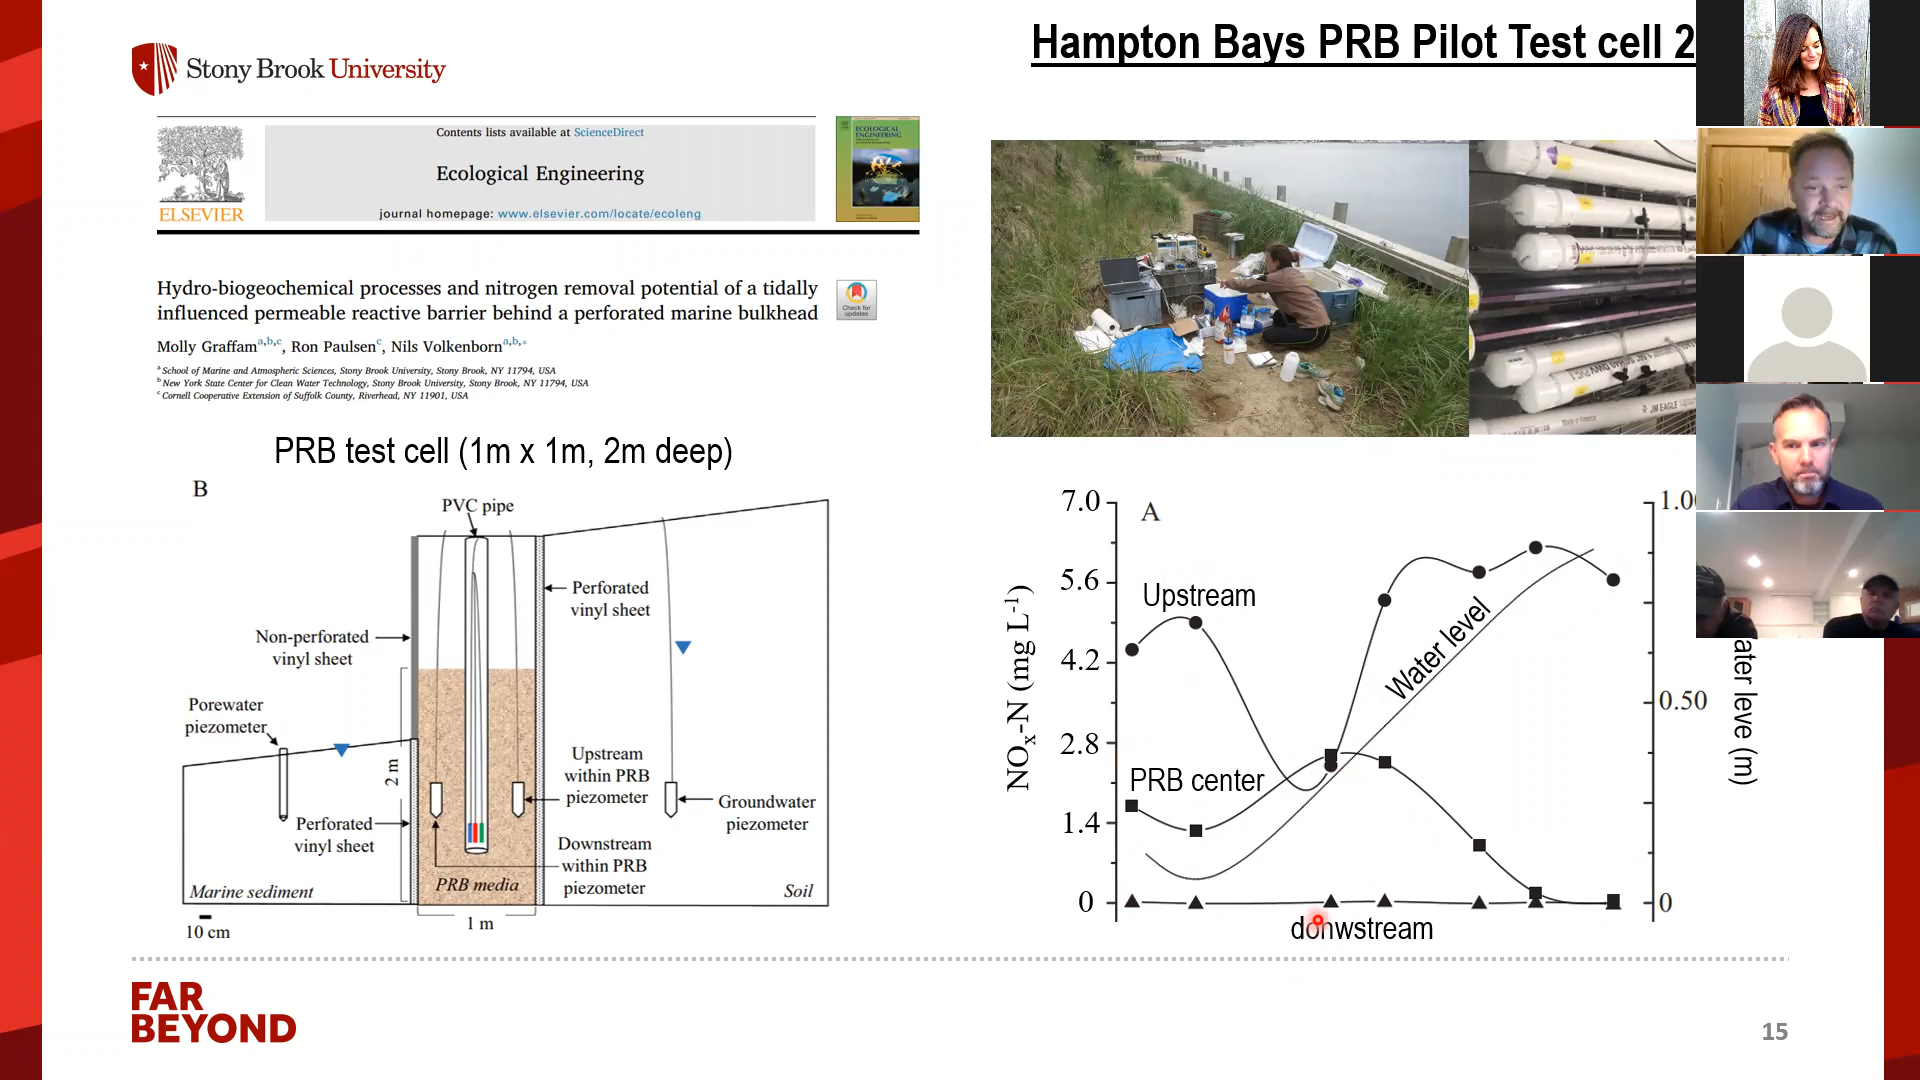 Stony Brook University
Hampton Bays PRB Pilot Test cell 2
Contents lists available at ScienceDirect
Ecological Engineering
journal homepage: www.elsevier.com/locate/ecoleng
ELSEVIER
ECOLOGICAL
ENGINEERING
Hydro-biogeochemical processes and nitrogen removal potential of a tidally
influenced permeable reactive barrier behind a perforated marine bulkhead
Check for
updates
Molly Graffam a,b,c, Ron Paulsen c, Nils Volkenborn a,b,*
a School of Marine and Atmospheric Sciences, Stony Brook University, Stony Brook, NY 11794, USA
b New York State Center for Clean Water Technology, Stony Brook University, Stony Brook, NY 11794, USA
c Cornell Cooperative Extension of Suffolk County, Riverhead, NY 11901, USA
PRB test cell (1m x 1m, 2m deep)
B
PVC pipe
Perforated
vinyl sheet
Non-perforated
vinyl sheet
Porewater
piezometer
2 m
Upstream
within PRB
piezometer
Groundwater
piezometer
Perforated
vinyl sheet
Downstream
within PRB
piezometer
PRB media
Marine sediment
Soil
1 m
10 cm
JM EAGLE
Made in America
A
7.0
5.6
4.2
2.8
1.4
0
NOx-N (mg L-1)
Upstream
PRB center
Water level
donwstream
1.0
0.50
0
ater leve (m)
FAR
BEYOND
15